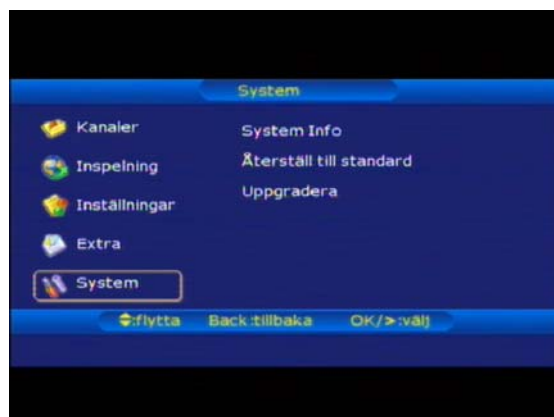 System
Kanaler
Inspelning
Inställningar
Extra
System
System Info
Återställ till standard
Uppgradera
:flytta Back:tillbaka OK/>:välj